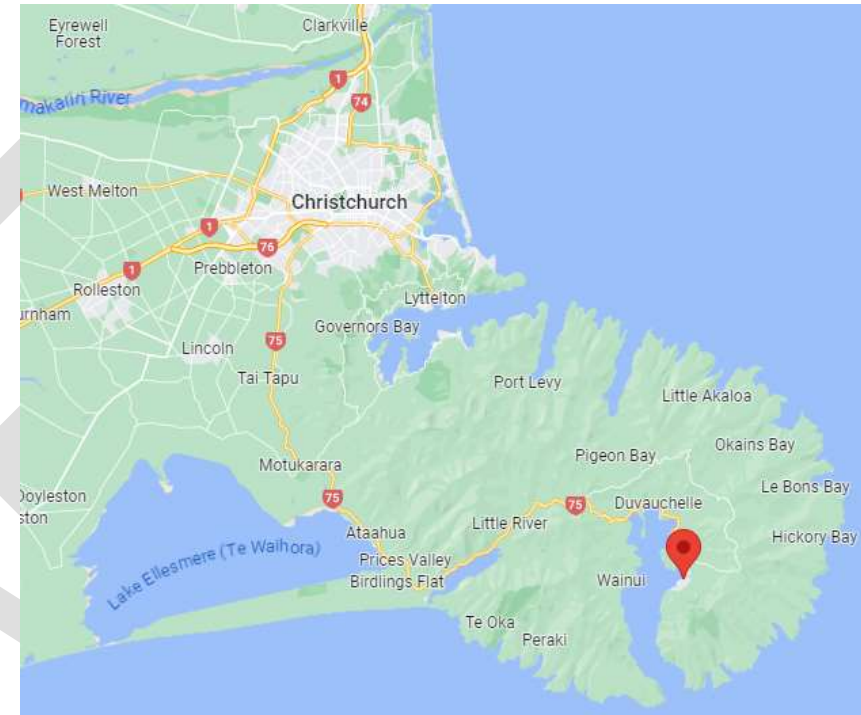 Eyrewell
Forest
Clarkville
1
74
makariri River
West Melton
Christchurch
1
76
1
Prebbleton
Rolleston
Lyttelton
urnham
Governors Bay
75
Lincoln
Tai Tapu
Port Levy
Little Akaloa
Motukarara
Pigeon Bay
Okains Bay
Doyleston
ston
75
75
Duvauchelle
Le Bons Bay
Ataahua
Little River
Hickory Bay
Lake Ellesmere (Te Waihora)
Prices Valley
Birdlings Flat
Wainui
Te Oka
Peraki